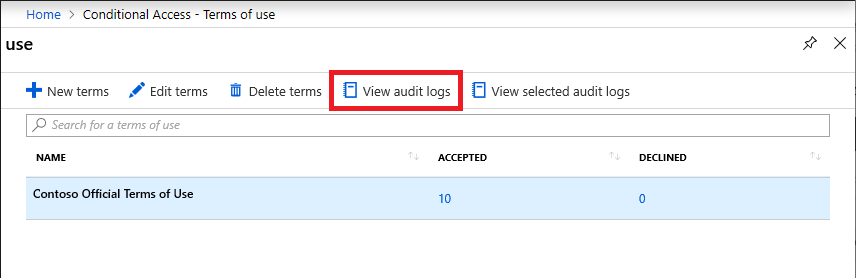 Home > Conditional Access - Terms of use
use
New terms Edit terms Delete terms View audit logs View selected audit logs
Search for a terms of use
NAME ACCEPTED DECLINED
Contoso Official Terms of Use 10 0